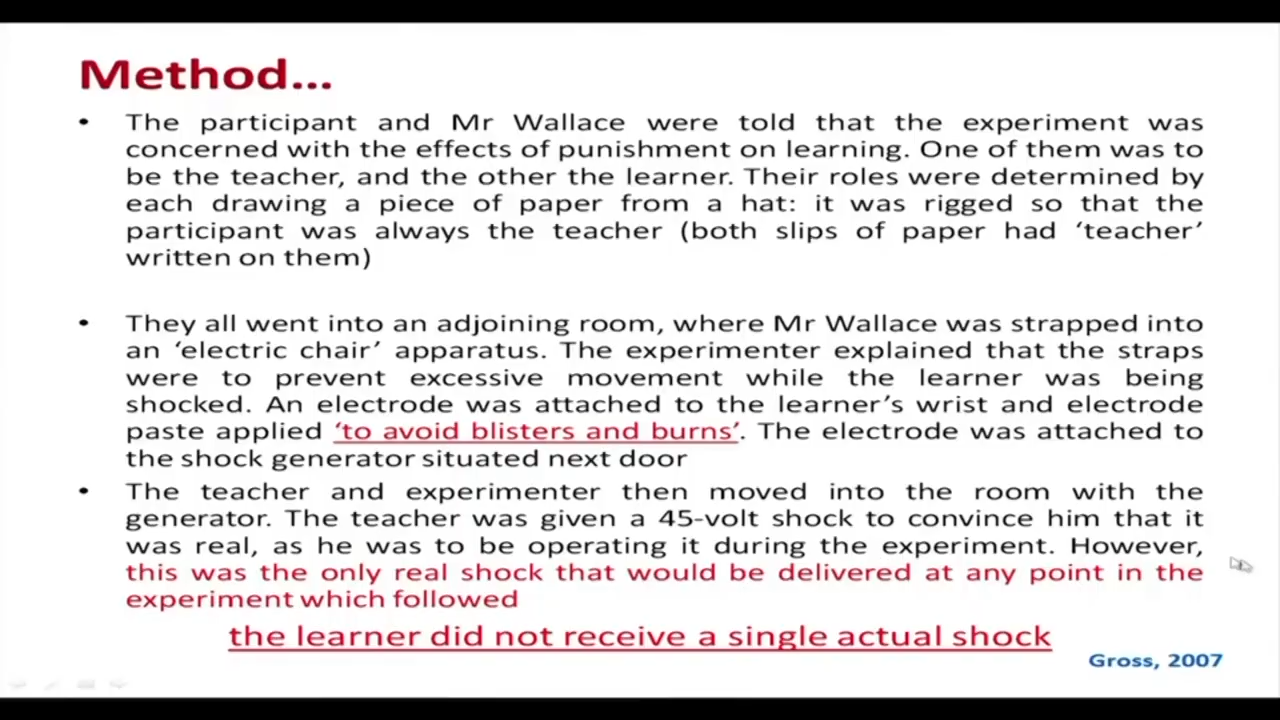 Method...
• The participant and Mr Wallace were told that the experiment was
concerned with the effects of punishment on learning. One of them was to
be the teacher, and the other the learner. Their roles were determined by
each drawing a piece of paper from a hat: it was rigged so that the
participant was always the teacher (both slips of paper had ‘teacher’
written on them)
• They all went into an adjoining room, where Mr Wallace was strapped into
an ‘electric chair’ apparatus. The experimenter explained that the straps
were to prevent excessive movement while the learner was being
shocked. An electrode was attached to the learner’s wrist and electrode
paste applied ‘to avoid blisters and burns’. The electrode was attached to
the shock generator situated next door
• The teacher and experimenter then moved into the room with the
generator. The teacher was given a 45-volt shock to convince him that it
was real, as he was to be operating it during the experiment. However,
this was the only real shock that would be delivered at any point in the
experiment which followed
the learner did not receive a single actual shock
Gross, 2007